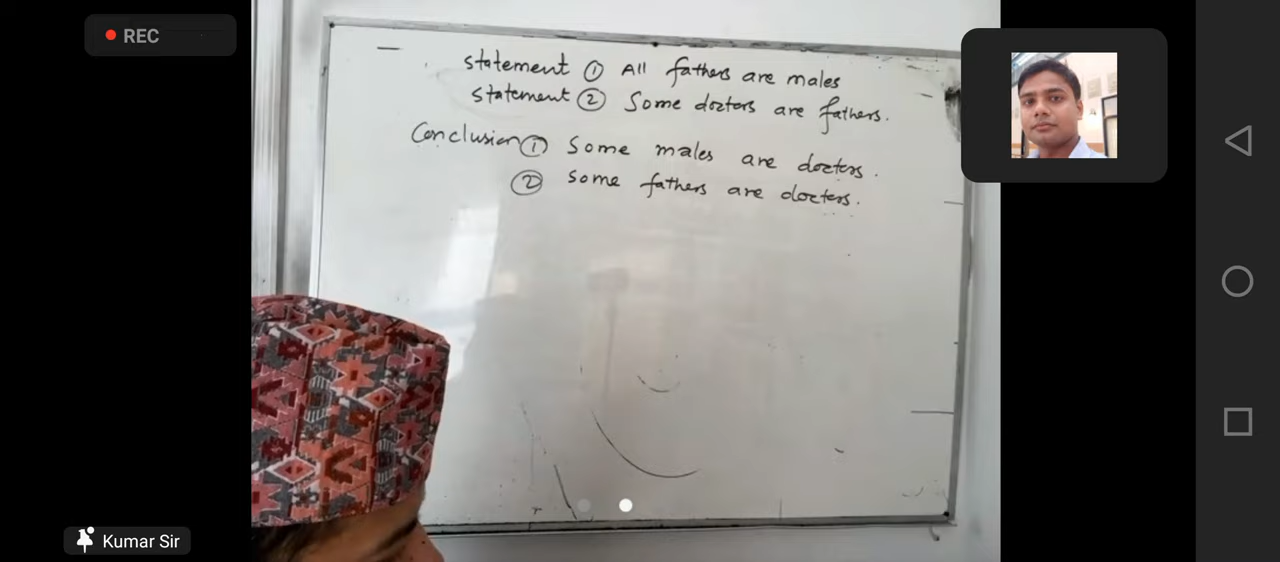 REC
Statement ① All fathers are males
Statement ② Some doctors are fathers.
Conclusion ① Some males are doctors.
② Some fathers are doctors.
Kumar Sir